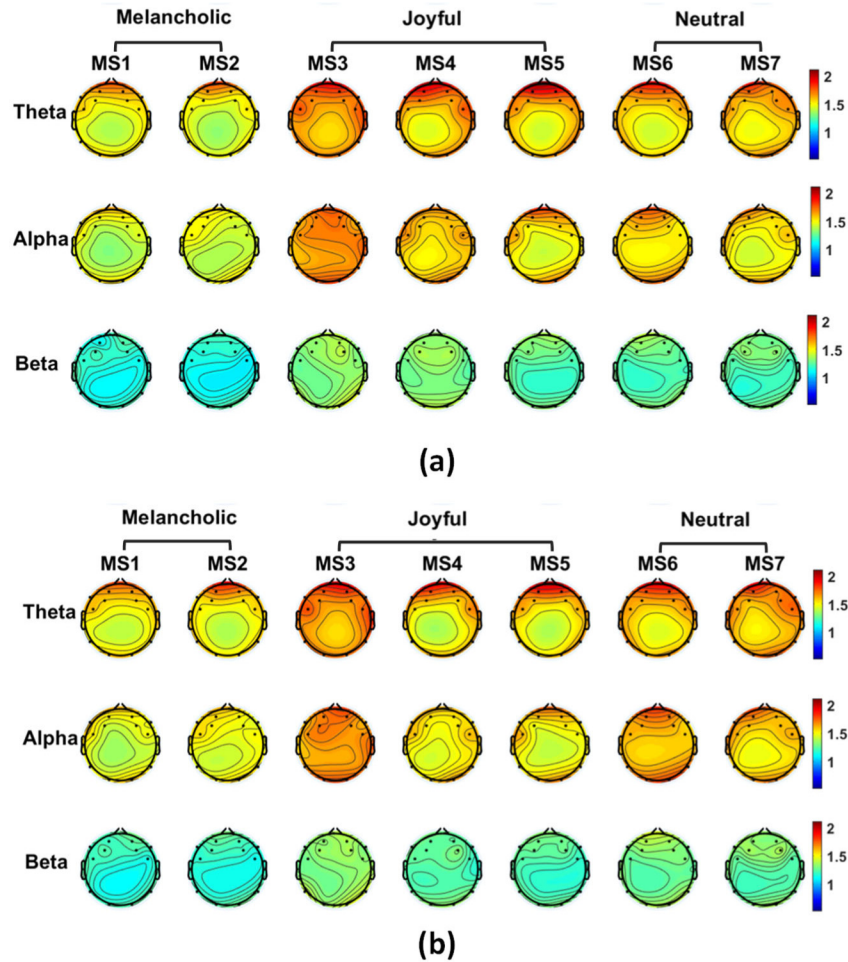 Melancholic Joyful Neutral
MS1 MS2 MS3 MS4 MS5 MS6 MS7
Theta 2 1.5 1
Alpha 2 1.5 1
Beta 2 1.5 1
(a)
Melancholic Joyful Neutral
MS1 MS2 MS3 MS4 MS5 MS6 MS7
Theta 2 1.5 1
Alpha 2 1.5 1
Beta 2 1.5 1
(b)